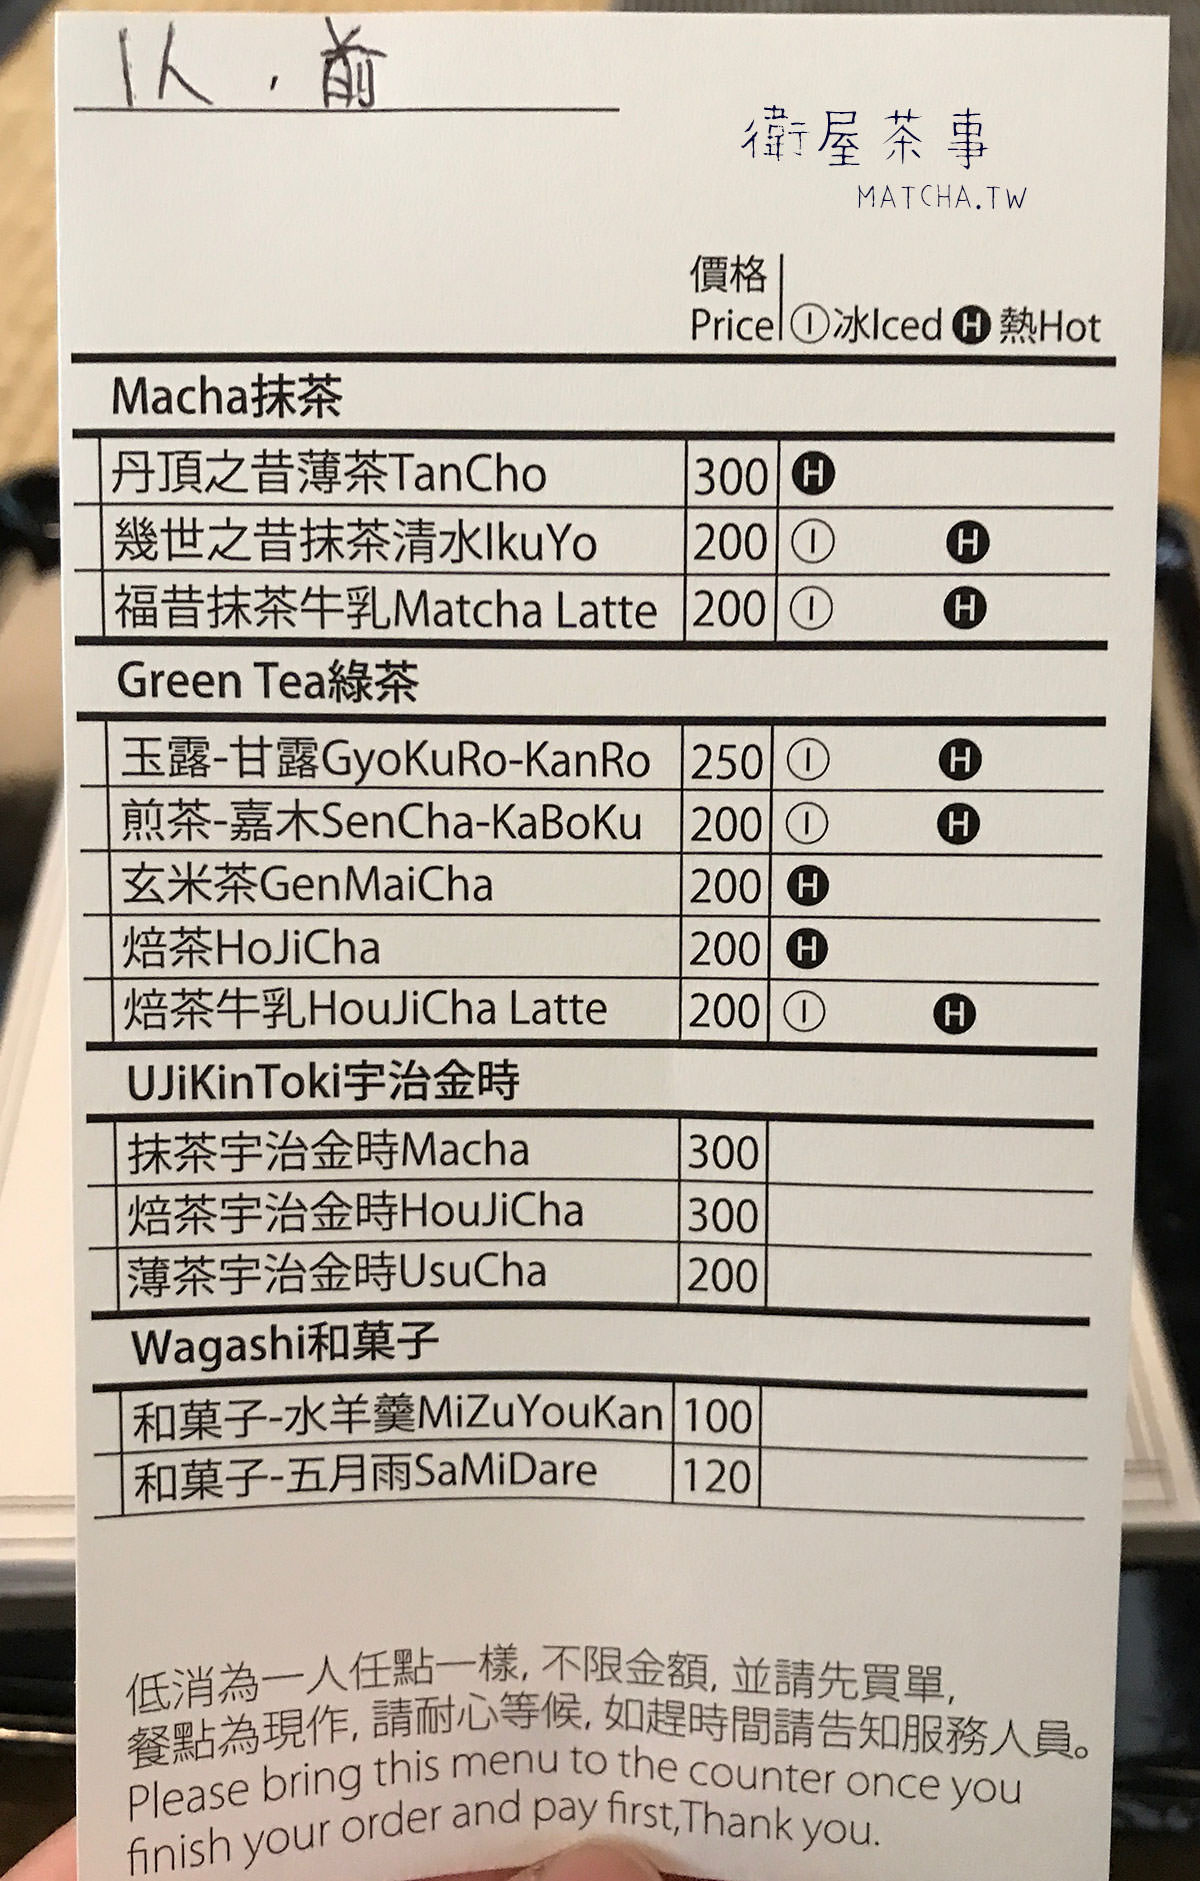 1人，前
衛屋茶事
MATCHA.TW
價格
Price Ⓘ冰Iced 🅗 熱Hot
Macha抹茶
丹頂之昔薄茶TanCho 300 🅗
幾世之昔抹茶清水IkuYo 200 Ⓘ 🅗
福昔抹茶牛乳Matcha Latte 200 Ⓘ 🅗
Green Tea綠茶
玉露-甘露GyoKuRo-KanRo 250 Ⓘ 🅗
煎茶-嘉木SenCha-KaBoKu 200 Ⓘ 🅗
玄米茶GenMaiCha 200 🅗
焙茶HoJiCha 200 🅗
焙茶牛乳HouJiCha Latte 200 Ⓘ 🅗
UJiKinToki宇治金時
抹茶宇治金時Macha 300
焙茶宇治金時HouJiCha 300
薄茶宇治金時UsuCha 200
Wagashi和菓子
和菓子-水羊羹MiZuYouKan 100
和菓子-五月雨SaMiDare 120
低消為一人任點一樣, 不限金額, 並請先買單,
餐點為現作, 請耐心等候, 如趕時間請告知服務人員。
Please bring this menu to the counter once you
finish your order and pay first,Thank you.